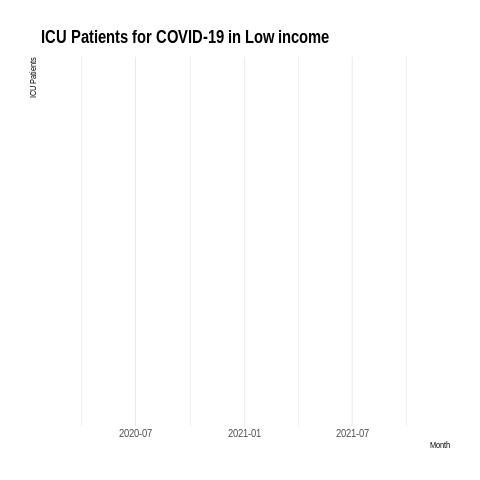 ICU Patients for COVID-19 in Low income
ICU Patients
2020-07 2021-01 2021-07
Month